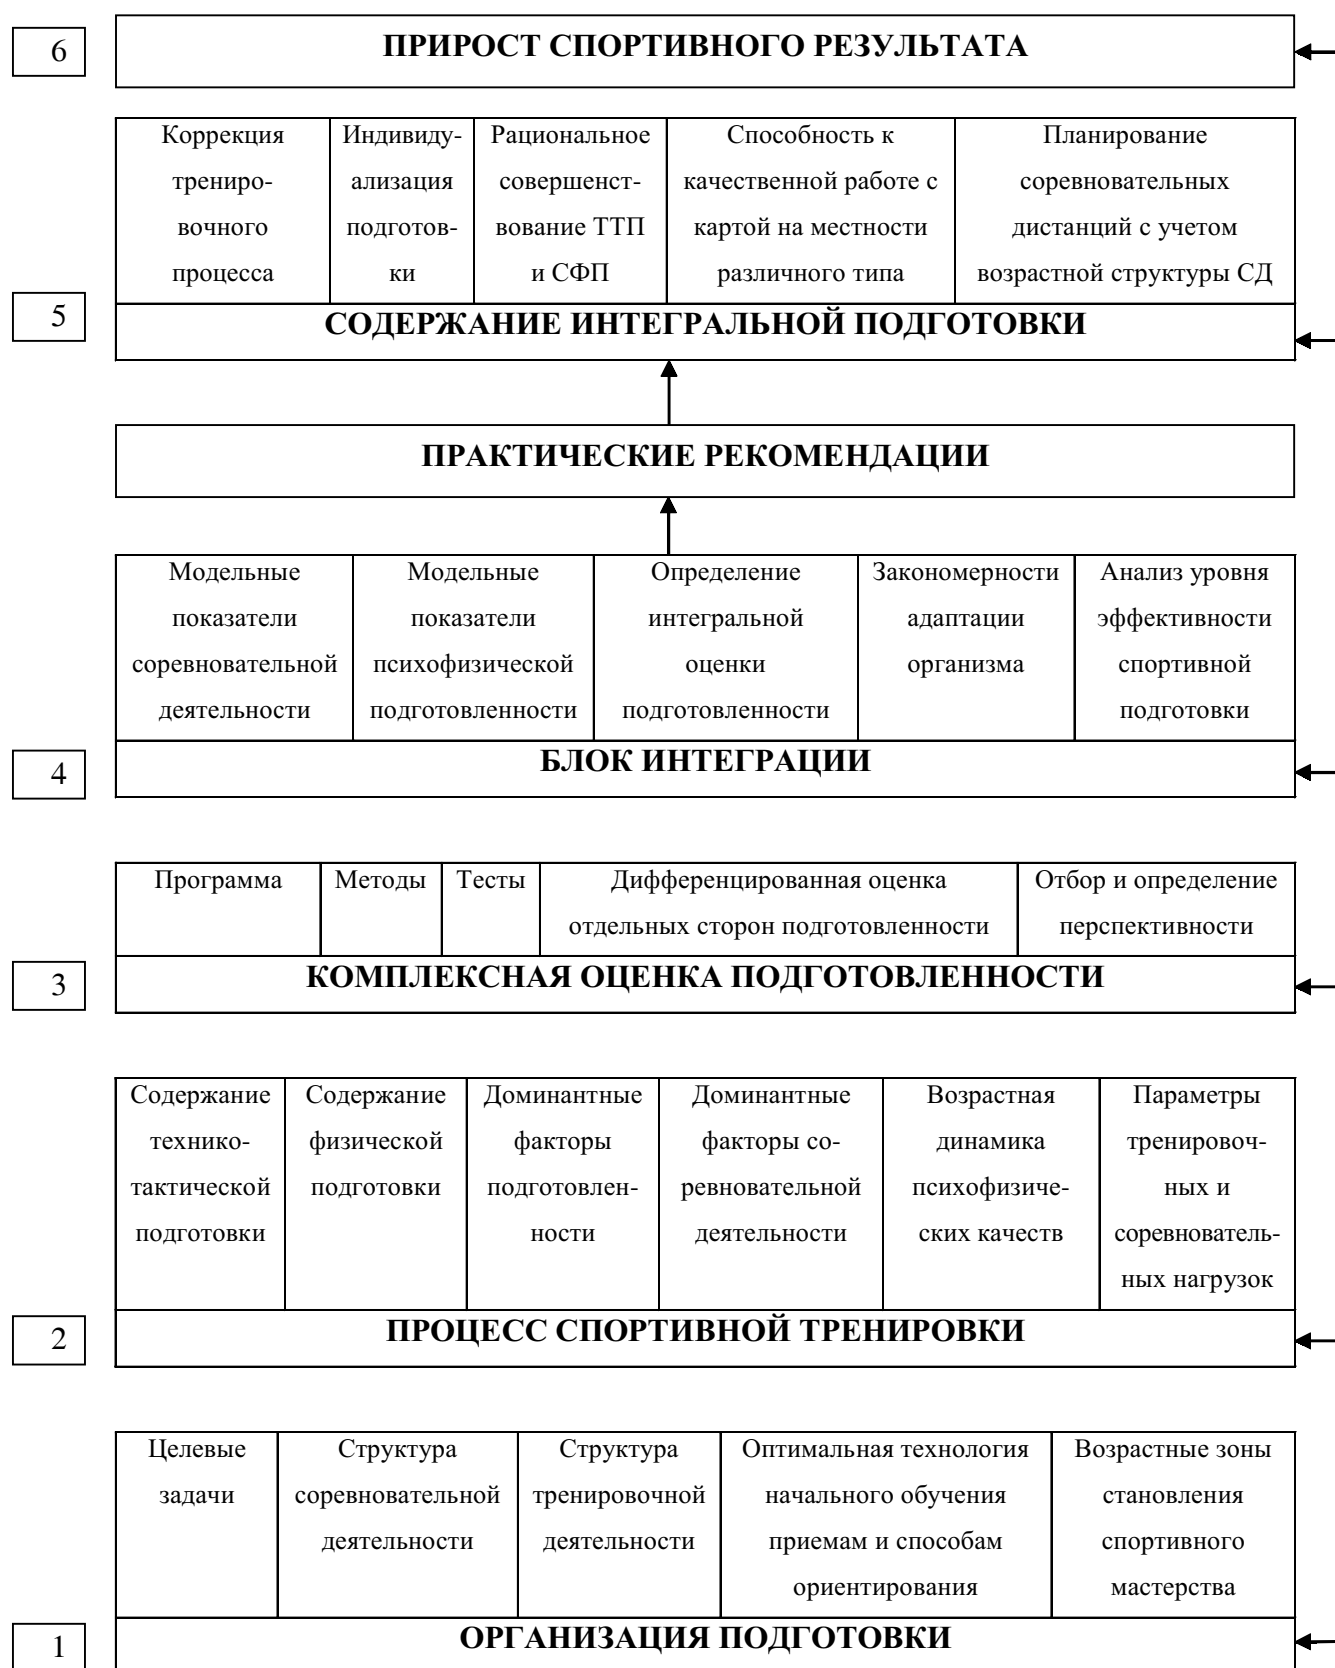 6
ПРИРОСТ СПОРТИВНОГО РЕЗУЛЬТАТА
Коррекция
трениро-
вочного
процесса
Индивиду-
ализация
подготов-
ки
Рациональное
совершенст-
вование ТТП
и СФП
Способность к
качественной работе с
картой на местности
различного типа
Планирование
соревновательных
дистанций с учетом
возрастной структуры СД
5
СОДЕРЖАНИЕ ИНТЕГРАЛЬНОЙ ПОДГОТОВКИ
ПРАКТИЧЕСКИЕ РЕКОМЕНДАЦИИ
Модельные
показатели
соревновательной
деятельности
Модельные
показатели
психофизической
подготовленности
Определение
интегральной
оценки
подготовленности
Закономерности
адаптации
организма
Анализ уровня
эффективности
спортивной
подготовки
4
БЛОК ИНТЕГРАЦИИ
Программа
Методы
Тесты
Дифференцированная оценка
отдельных сторон подготовленности
Отбор и определение
перспективности
3
КОМПЛЕКСНАЯ ОЦЕНКА ПОДГОТОВЛЕННОСТИ
Содержание
технико-
тактической
подготовки
Содержание
физической
подготовки
Доминантные
факторы
подготовлен-
ности
Доминантные
факторы со-
ревновательной
деятельности
Возрастная
динамика
психофизиче-
ских качеств
Параметры
тренировоч-
ных и
соревнователь-
ных нагрузок
2
ПРОЦЕСС СПОРТИВНОЙ ТРЕНИРОВКИ
Целевые
задачи
Структура
соревновательной
деятельности
Структура
тренировочной
деятельности
Оптимальная технология
начального обучения
приемам и способам
ориентирования
Возрастные зоны
становления
спортивного
мастерства
1
ОРГАНИЗАЦИЯ ПОДГОТОВКИ